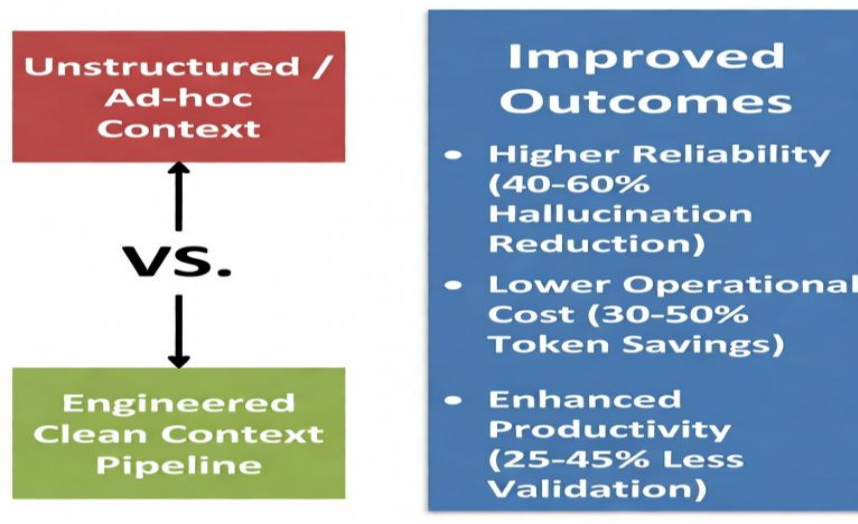 Unstructured /
Ad-hoc
Context
vs.
Engineered
Clean Context
Pipeline
Improved
Outcomes
• Higher Reliability
(40-60%
Hallucination
Reduction)
• Lower Operational
Cost (30-50%
Token Savings)
• Enhanced
Productivity
(25-45% Less
Validation)